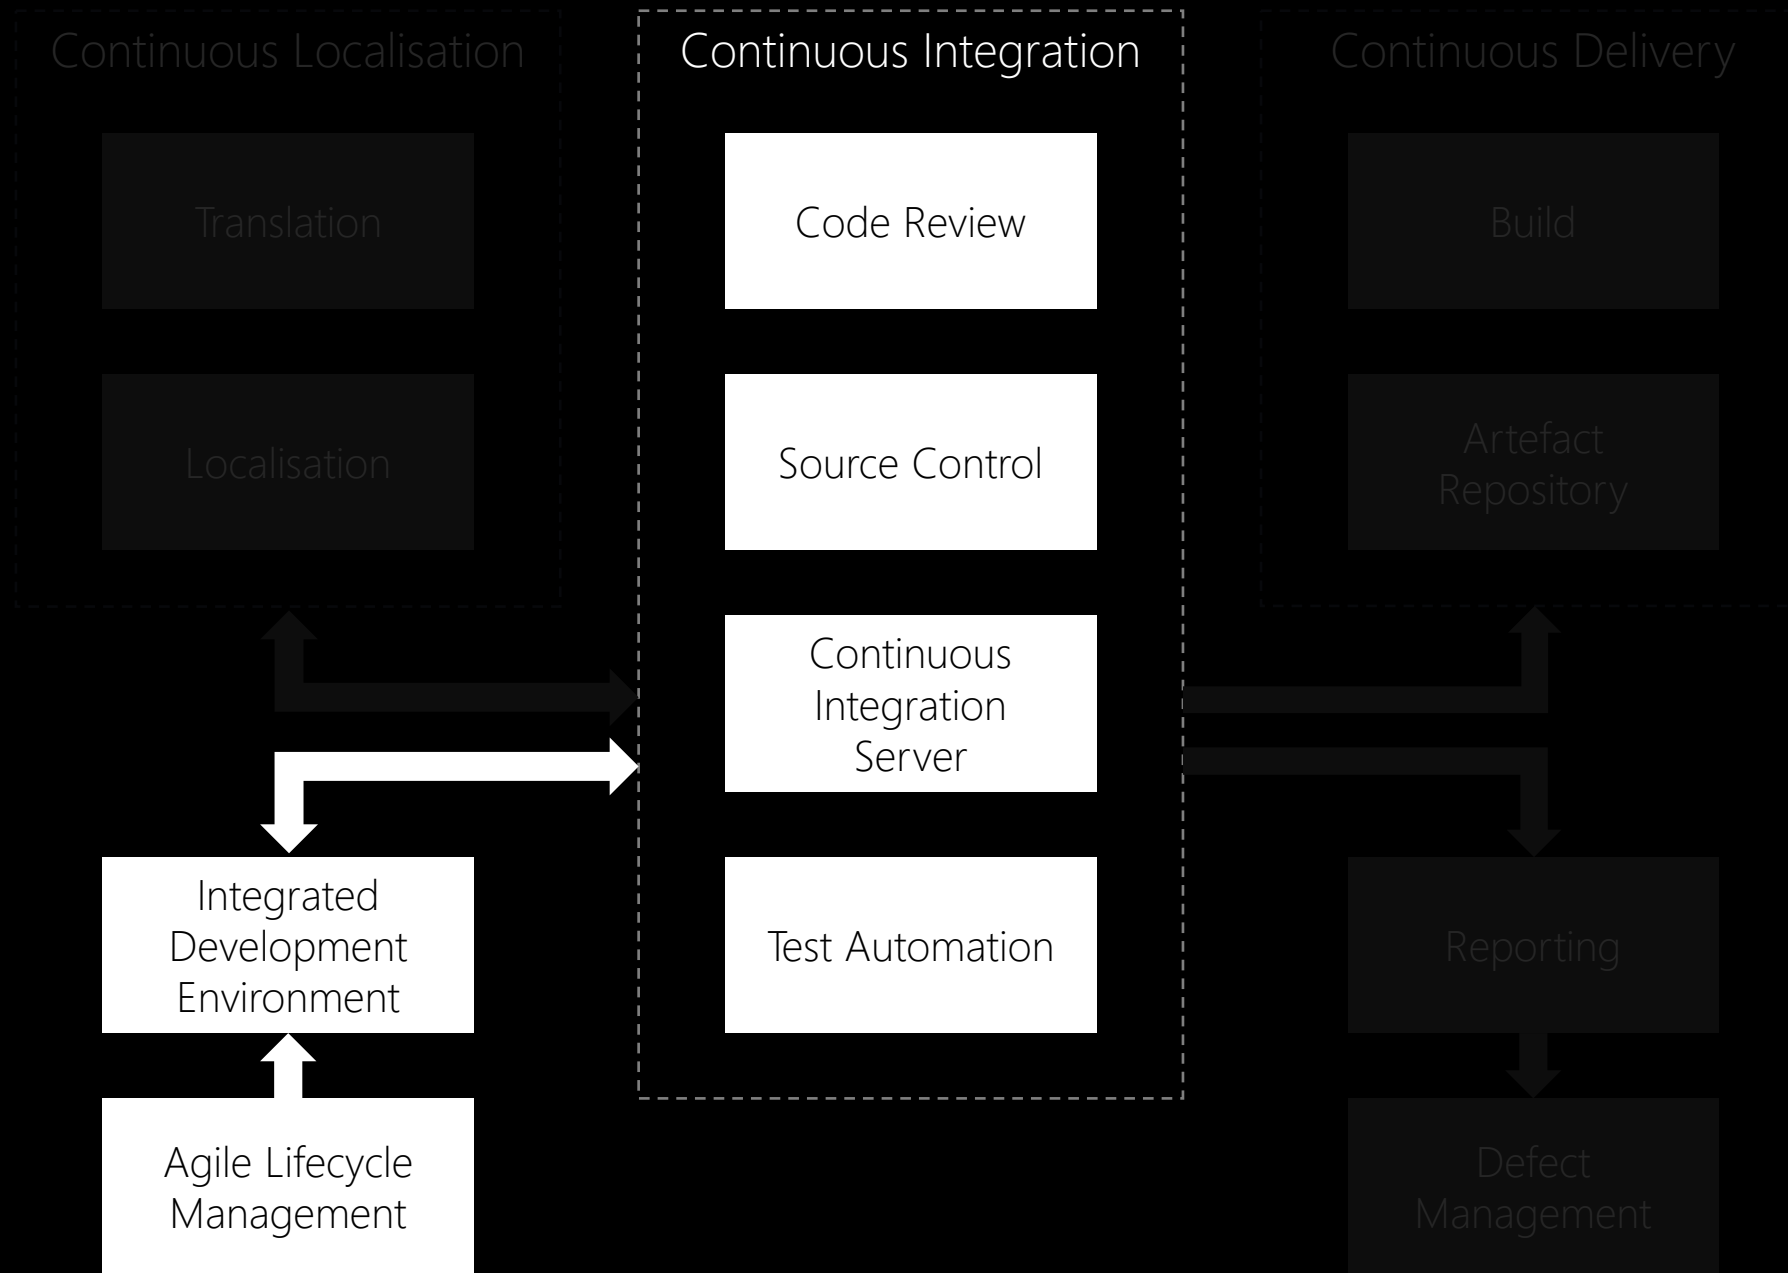 Continuous Localisation
Continuous Integration
Continuous Delivery
Translation
Code Review
Build
Localisation
Source Control
Artefact
Repository
Continuous
Integration
Server
Integrated
Development
Environment
Test Automation
Reporting
Agile Lifecycle
Management
Defect
Management